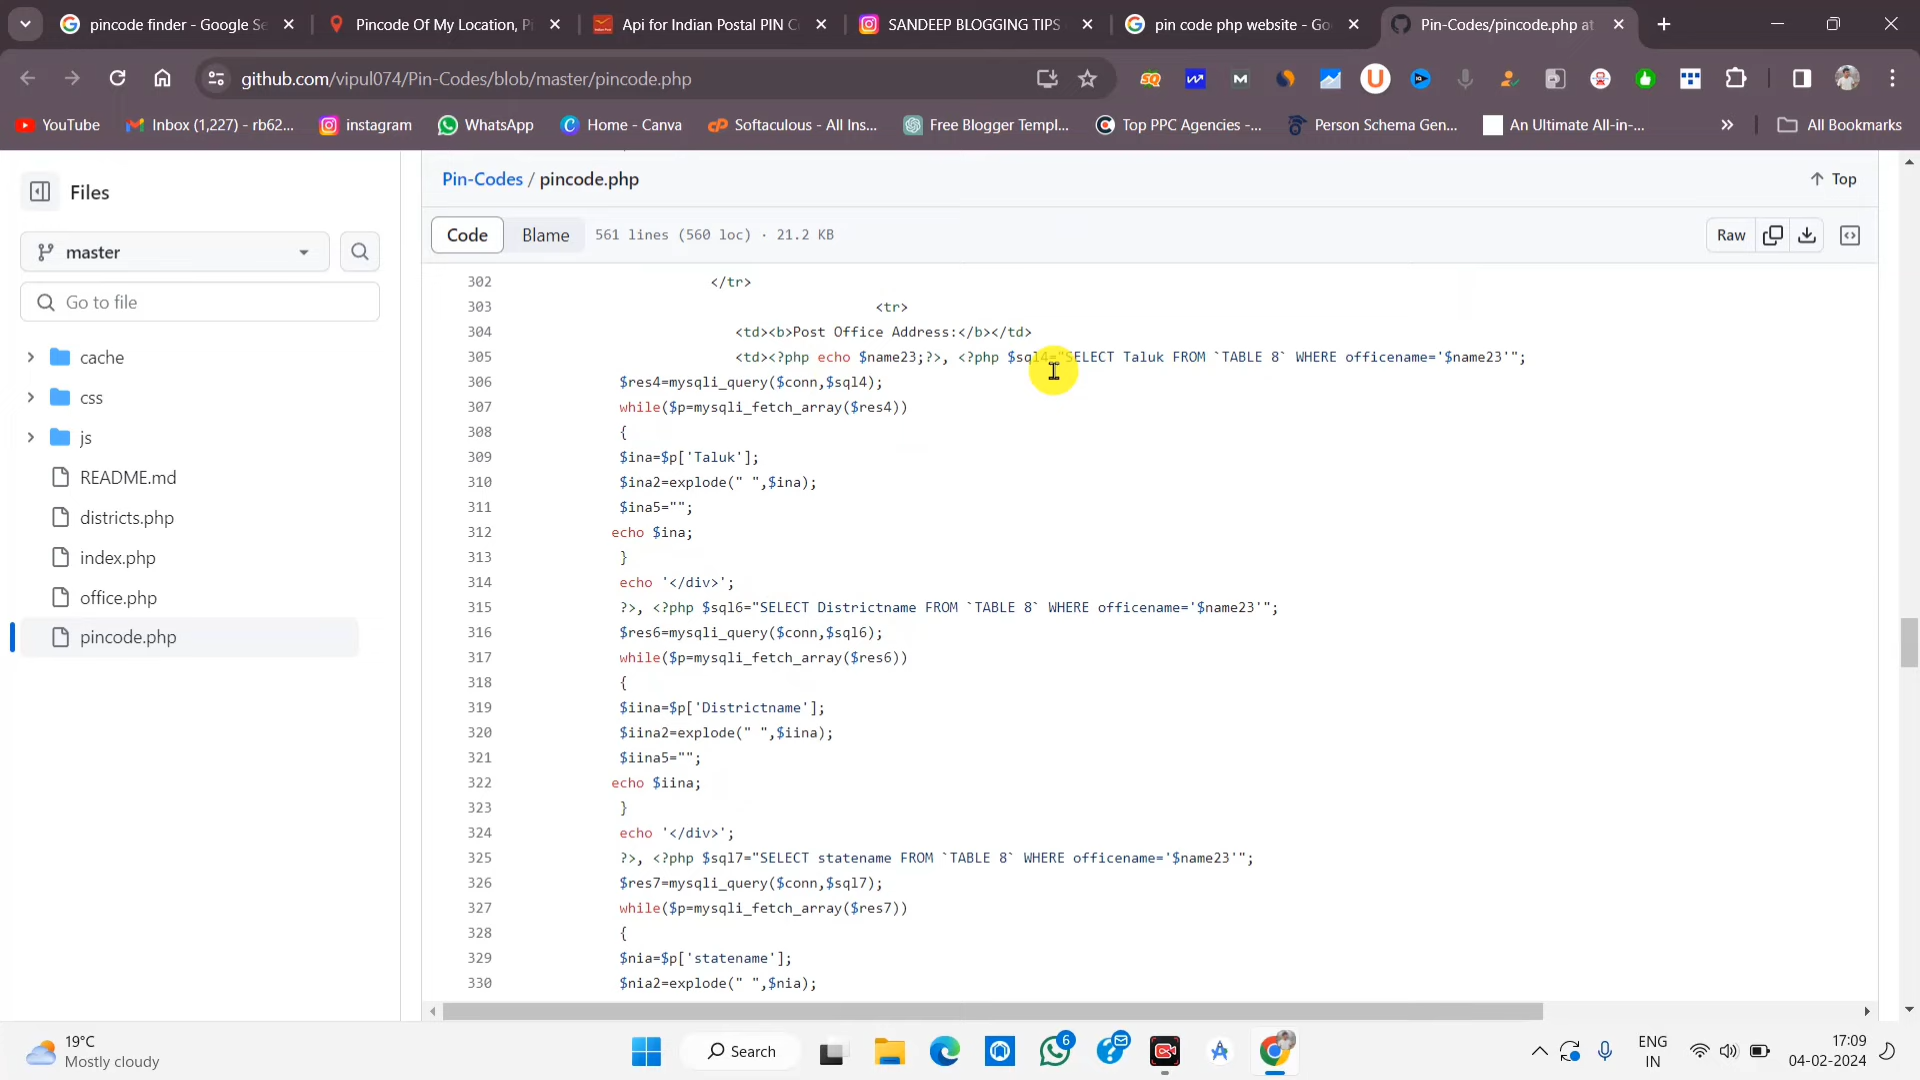 pincode finder - Google Se
Pincode Of My Location, P
Api for Indian Postal PIN C
SANDEEP BLOGGING TIPS
pin code php website - Go
Pin-Codes/pincode.php at
github.com/vipul074/Pin-Codes/blob/master/pincode.php
YouTube
Inbox (1,227) - rb62...
instagram
WhatsApp
Home - Canva
Softaculous - All Ins...
Free Blogger Templ...
Top PPC Agencies -...
Person Schema Gen...
An Ultimate All-in-...
All Bookmarks
Files
master
Go to file
cache
css
js
README.md
districts.php
index.php
office.php
pincode.php
Pin-Codes / pincode.php
Top
Code
Blame
561 lines (560 loc) · 21.2 KB
Raw
302 </tr>
303 <tr>
304 <td><b>Post Office Address:</b></td>
305 <td><?php echo $name23;?>, <?php $sql4="SELECT Taluk FROM `TABLE 8` WHERE officename='$name23'";
306 $res4=mysqli_query($conn,$sql4);
307 while($p=mysqli_fetch_array($res4))
308 {
309 $ina=$p['Taluk'];
310 $ina2=explode(" ",$ina);
311 $ina5="";
312 echo $ina;
313 }
314 echo '</div>';
315 ?>, <?php $sql6="SELECT Districtname FROM `TABLE 8` WHERE officename='$name23'";
316 $res6=mysqli_query($conn,$sql6);
317 while($p=mysqli_fetch_array($res6))
318 {
319 $iina=$p['Districtname'];
320 $iina2=explode(" ",$iina);
321 $iina5="";
322 echo $iina;
323 }
324 echo '</div>';
325 ?>, <?php $sql7="SELECT statename FROM `TABLE 8` WHERE officename='$name23'";
326 $res7=mysqli_query($conn,$sql7);
327 while($p=mysqli_fetch_array($res7))
328 {
329 $nia=$p['statename'];
330 $nia2=explode(" ",$nia);
19°C
Mostly cloudy
Search
6
ENG
IN
17:09
04-02-2024